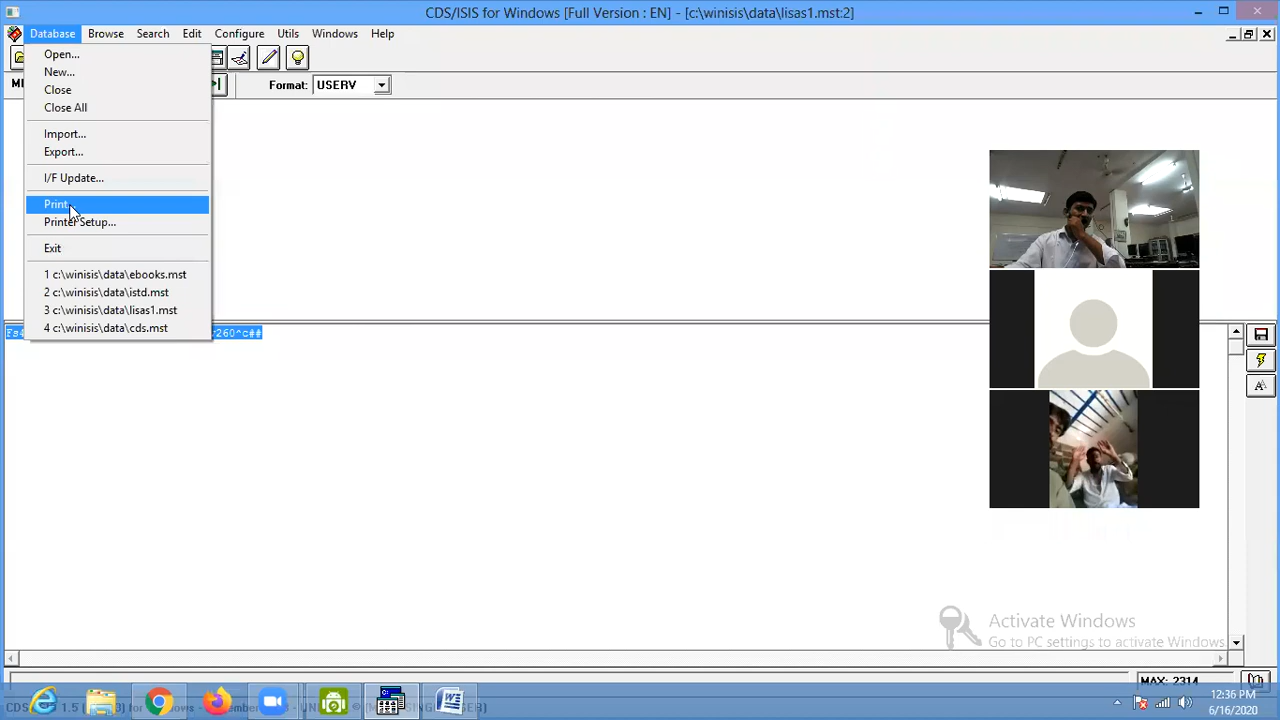 CDS/ISIS for Windows [Full Version : EN] - [c:\winisis\data\lisas1.mst:2]
Database Browse Search Edit Configure Utils Windows Help
Open...
New...
Format: USERV
Close
Close All
Import...
Export...
I/F Update...
Print
Printer Setup...
Exit
1 c:\winisis\data\ebooks.mst
2 c:\winisis\data\istd.mst
3 c:\winisis\data\lisas1.mst
4 c:\winisis\data\cds.mst
260^c##
Activate Windows
Go to PC settings to activate Windows
MAX: 2314
12:36 PM
6/16/2020